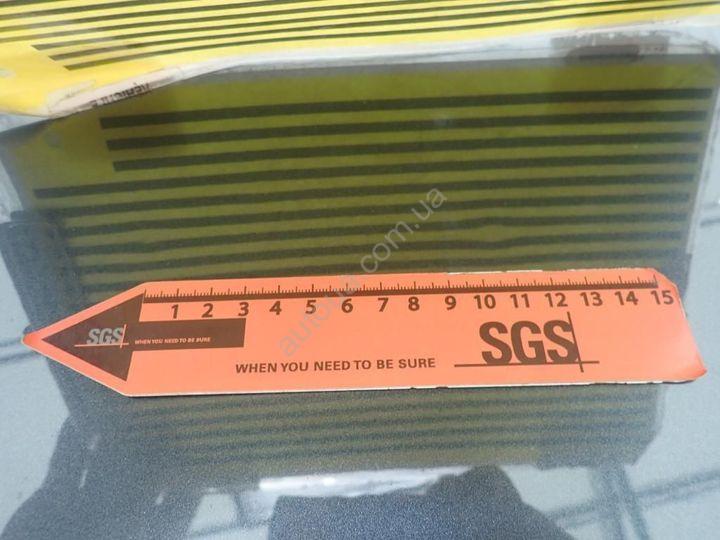 1 2 3 4 5 6 7 8 9 10 11 12 13 14 15
SGS
WHEN YOU NEED TO BE SURE
WHEN YOU NEED TO BE SURE
SGS